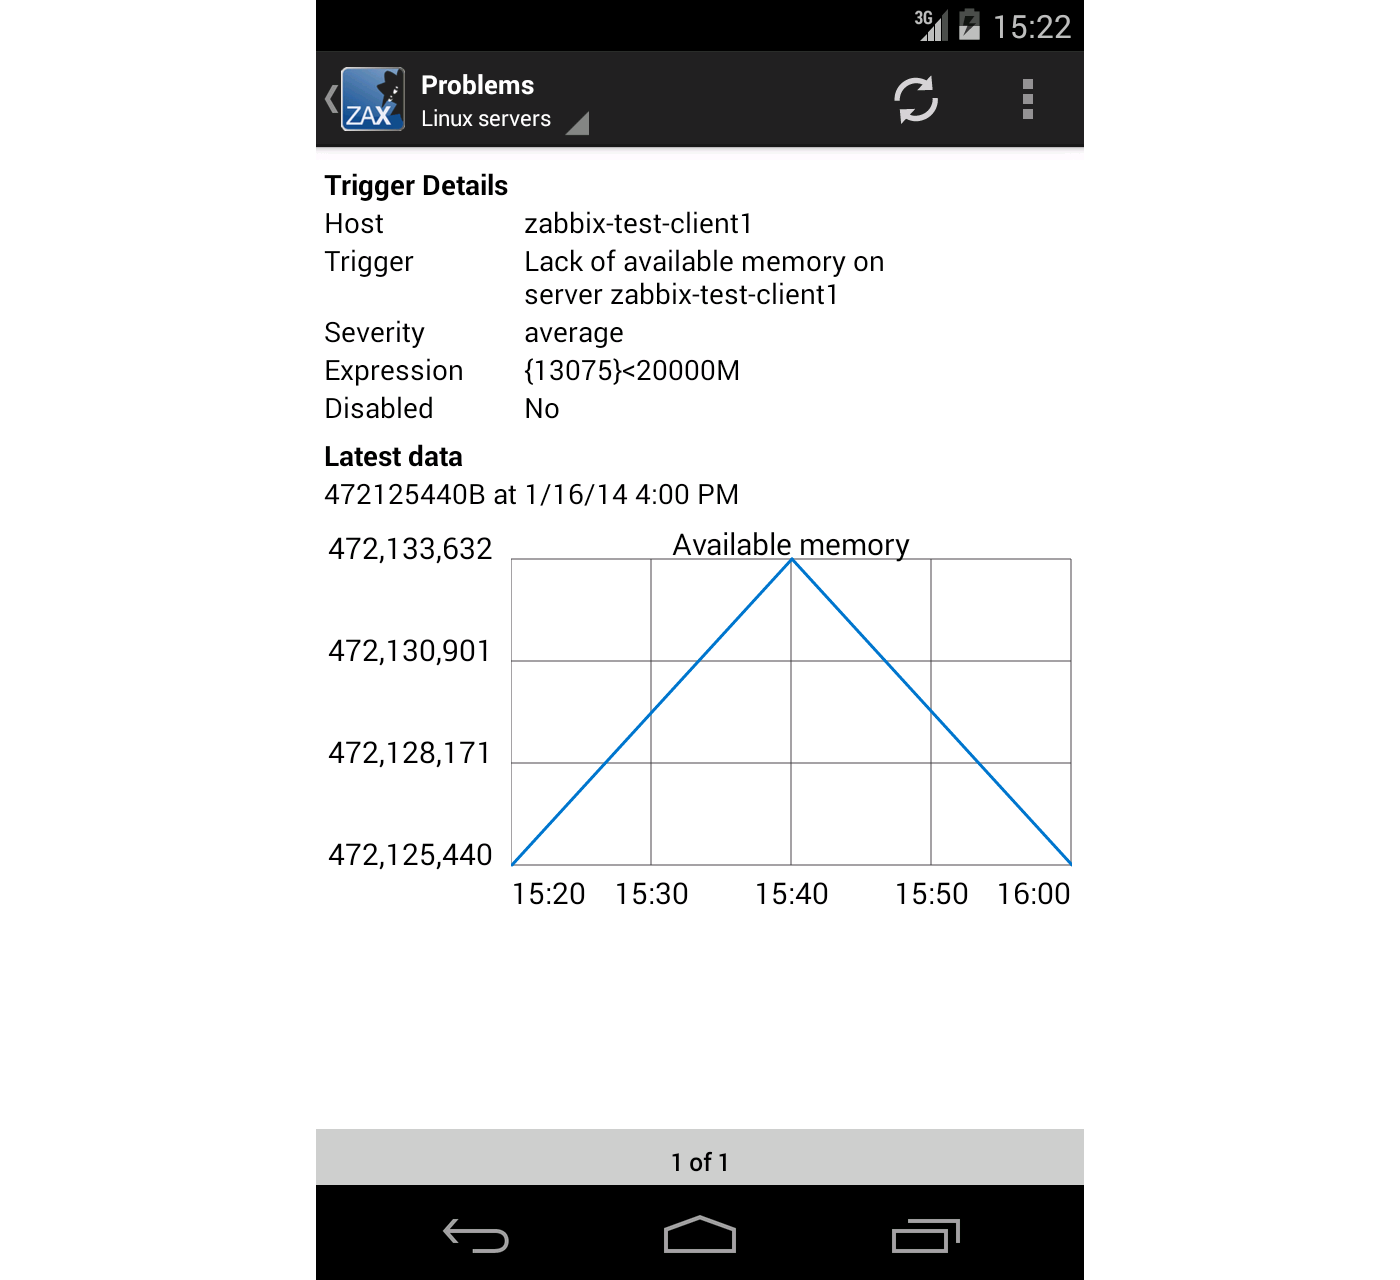 3G 15:22
ZAX
Problems
Linux servers
Trigger Details
Host zabbix-test-client1
Trigger Lack of available memory on
server zabbix-test-client1
Severity average
Expression {13075}<20000M
Disabled No
Latest data
472125440B at 1/16/14 4:00 PM
Available memory
472,133,632
472,130,901
472,128,171
472,125,440
15:20 15:30 15:40 15:50 16:00
1 of 1